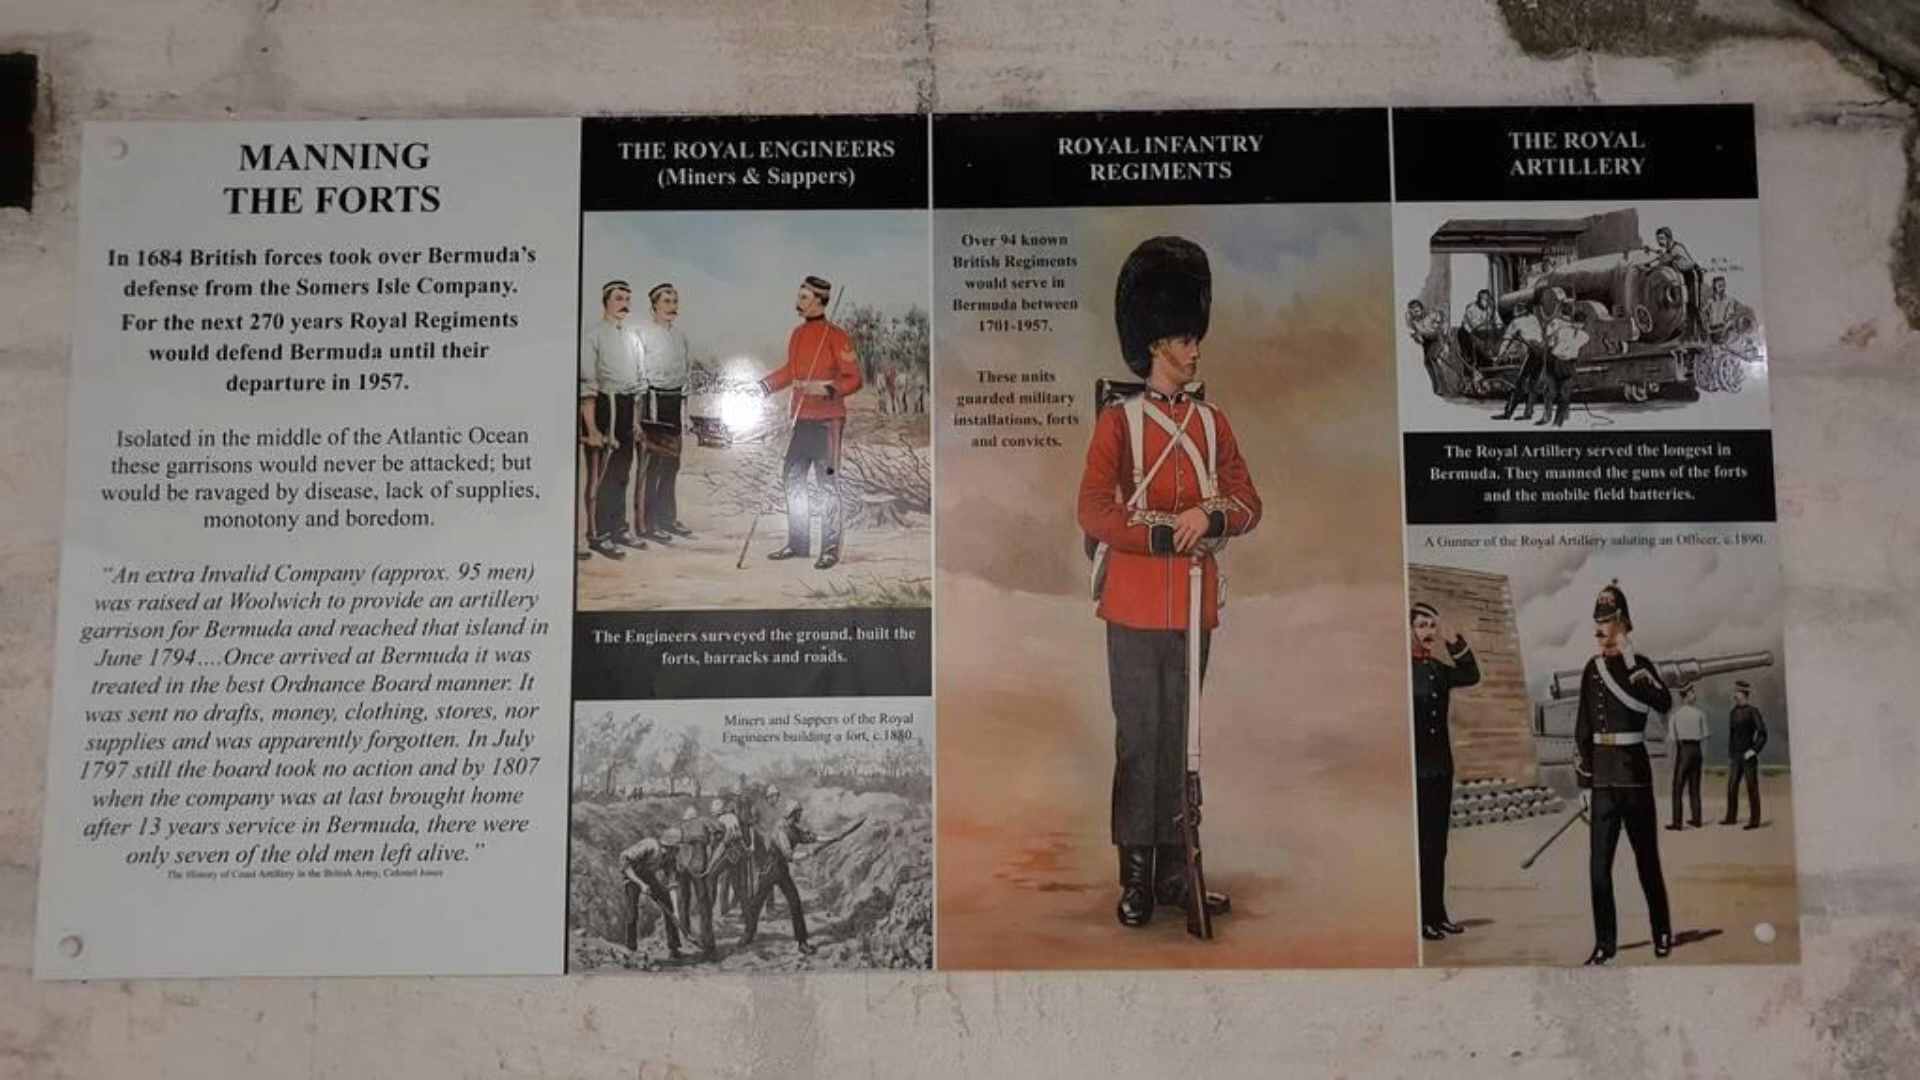 MANNING
THE FORTS
In 1684 British forces took over Bermuda's
defense from the Somers Isle Company.
For the next 270 years Royal Regiments
would defend Bermuda until their
departure in 1957.
Isolated in the middle of the Atlantic Ocean
these garrisons would never be attacked; but
would be ravaged by disease, lack of supplies,
monotony and boredom.
"An extra Invalid Company (approx. 95 men)
was raised at Woolwich to provide an artillery
garrison for Bermuda and reached that island in
June 1794....Once arrived at Bermuda it was
treated in the best Ordnance Board manner. It
was sent no drafts, money, clothing, stores, nor
supplies and was apparently forgotten. In July
1797 still the board took no action and by 1807
when the company was at last brought home
after 13 years service in Bermuda, there were
only seven of the old men left alive."
The History of Coast Artillery in the British Army, Colonel Jones
THE ROYAL ENGINEERS
(Miners & Sappers)
The Engineers surveyed the ground, built the
forts, barracks and roads.
Miners and Sappers of the Royal
Engineers building a fort, c.1880.
ROYAL INFANTRY
REGIMENTS
Over 94 known
British Regiments
would serve in
Bermuda between
1701-1957.
These units
guarded military
installations, forts
and convicts.
THE ROYAL
ARTILLERY
The Royal Artillery served the longest in
Bermuda. They manned the guns of the forts
and the mobile field batteries.
A Gunner of the Royal Artillery saluting an Officer, c.1890.